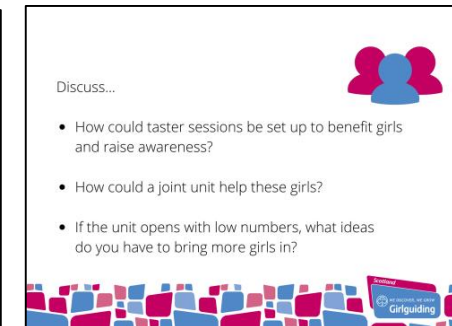 Discuss...
• How could taster sessions be set up to benefit girls
and raise awareness?
• How could a joint unit help these girls?
• If the unit opens with low numbers, what ideas
do you have to bring more girls in?
Scotland
WE DISCOVER, WE GROW
Girlguiding